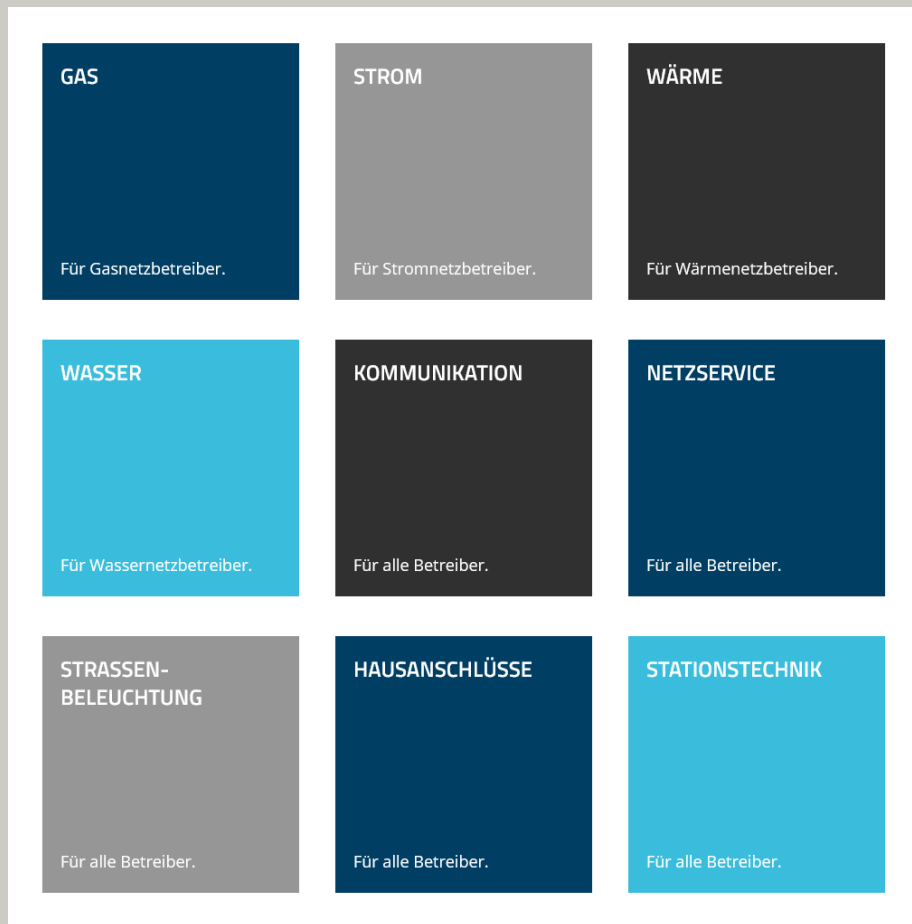 GAS
Für Gasnetzbetreiber.
STROM
Für Stromnetzbetreiber.
WÄRME
Für Wärmenetzbetreiber.
WASSER
Für Wassernetzbetreiber.
KOMMUNIKATION
Für alle Betreiber.
NETZSERVICE
Für alle Betreiber.
STRASSEN-
BELEUCHTUNG
Für alle Betreiber.
HAUSANSCHLÜSSE
Für alle Betreiber.
STATIONSTECHNIK
Für alle Betreiber.